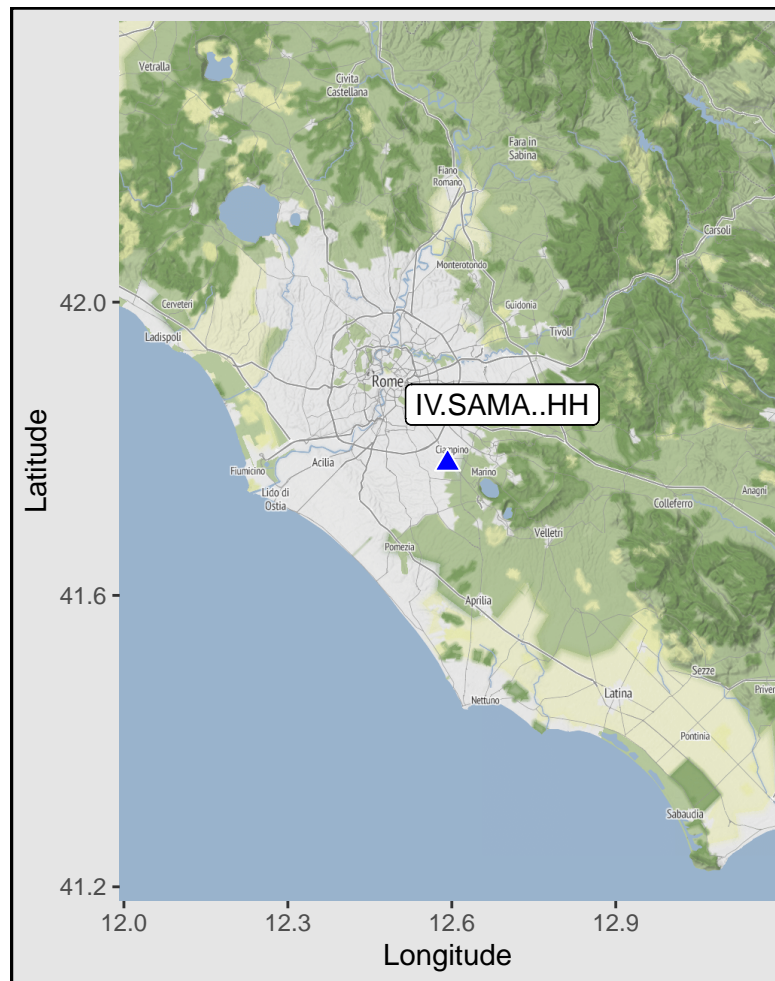 Vetralla
Civita
Castellana
Fara in
Sabina
Fiano
Romano
Carsoli
Monterotondo
42.0
Cerveteri
Guidonia
Ladispoli
Tivoli
Rome
IV.SAMA..HH
Latitude
Ciampino
Fiumicino
Acilia
Marino
Lido di
Ostia
Anagni
Colleferro
Velletri
Pomezia
41.6
Aprilia
Sezze
Latina
Priver
Nettuno
Pontinia
Sabaudia
41.2
12.0
12.3
12.6
12.9
Longitude